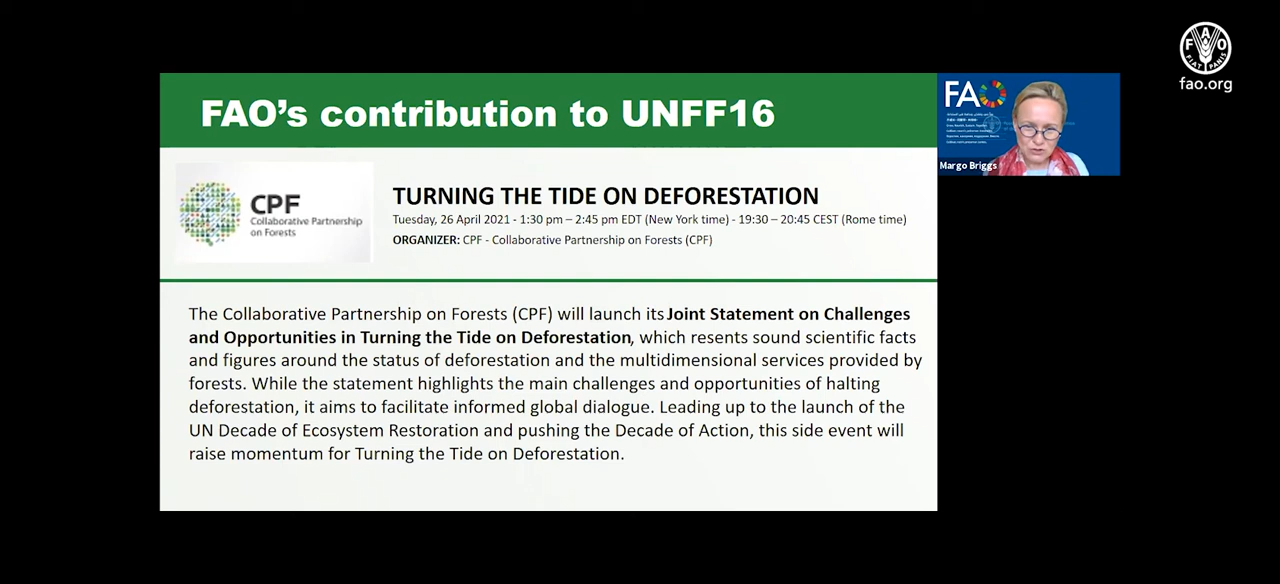 FAO
FIAT PANIS
fao.org
FAO's contribution to UNFF16
FAO
Margo Briggs
CPF
Collaborative Partnership
on Forests
TURNING THE TIDE ON DEFORESTATION
Tuesday, 26 April 2021 - 1:30 pm – 2:45 pm EDT (New York time) - 19:30 – 20:45 CEST (Rome time)
ORGANIZER: CPF - Collaborative Partnership on Forests (CPF)
The Collaborative Partnership on Forests (CPF) will launch its Joint Statement on Challenges
and Opportunities in Turning the Tide on Deforestation, which resents sound scientific facts
and figures around the status of deforestation and the multidimensional services provided by
forests. While the statement highlights the main challenges and opportunities of halting
deforestation, it aims to facilitate informed global dialogue. Leading up to the launch of the
UN Decade of Ecosystem Restoration and pushing the Decade of Action, this side event will
raise momentum for Turning the Tide on Deforestation.